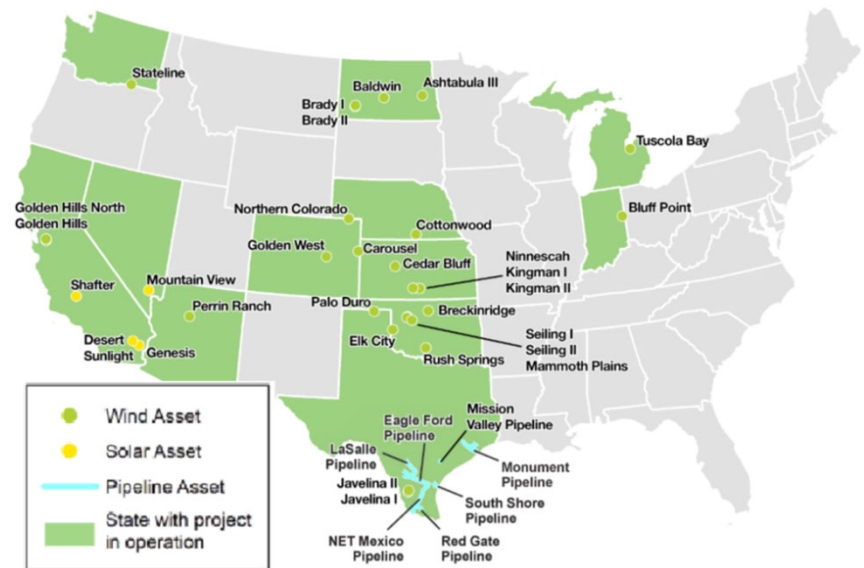 Stateline
Baldwin
Ashtabula III
Brady I
Brady II
Tuscola Bay
Golden Hills North
Golden Hills
Northern Colorado
Cottonwood
Bluff Point
Golden West
Carousel
Cedar Bluff
Ninnescah
Kingman I
Kingman II
Shafter
Mountain View
Perrin Ranch
Palo Duro
Breckinridge
Desert
Sunlight
Genesis
Elk City
Seiling I
Seiling II
Mammoth Plains
Rush Springs
Wind Asset
Solar Asset
Pipeline Asset
State with project
in operation
Eagle Ford
Pipeline
Mission
Valley Pipeline
LaSalle
Pipeline
Monument
Pipeline
Javelina II
Javelina I
South Shore
Pipeline
NET Mexico
Pipeline
Red Gate
Pipeline